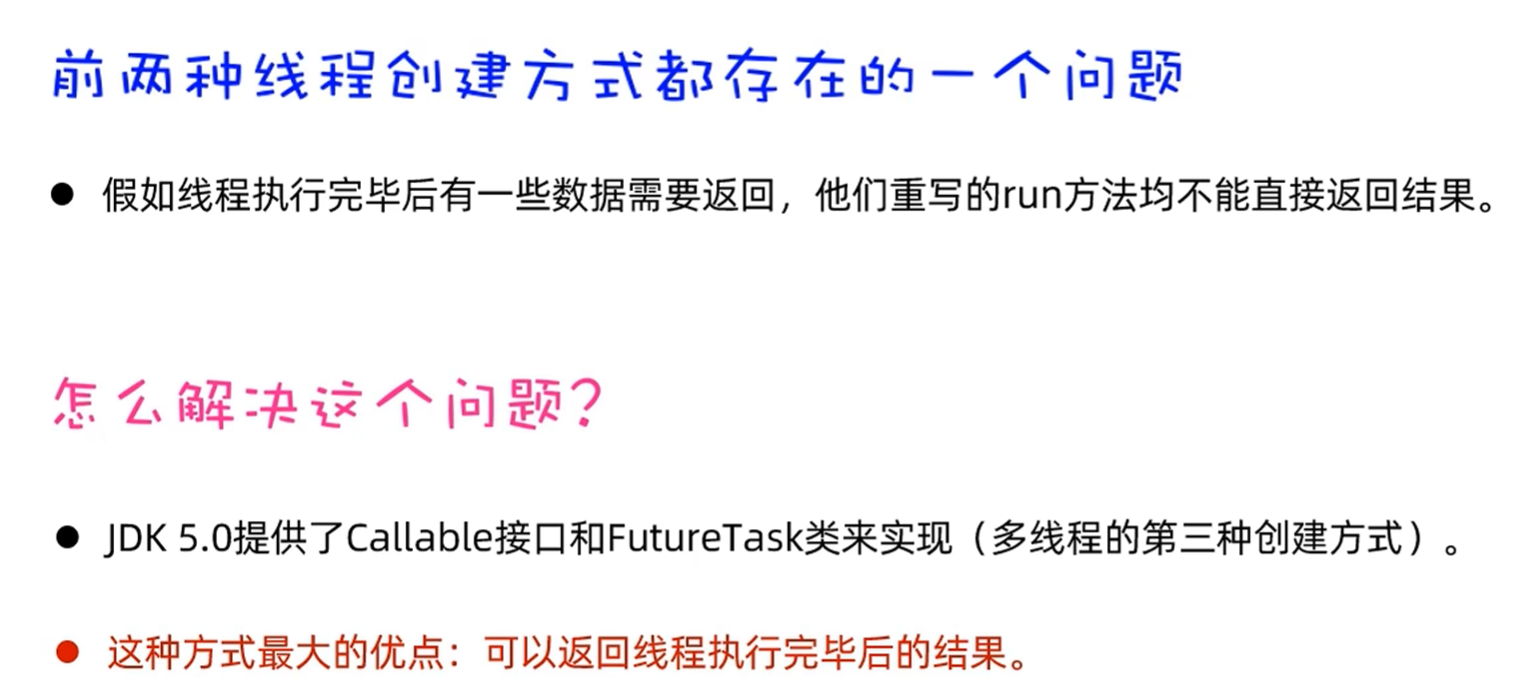 前两种线程创建方式都存在的一个问题
● 假如线程执行完毕后有一些数据需要返回，他们重写的run方法均不能直接返回结果。
怎么解决这个问题？
● JDK 5.0提供了Callable接口和FutureTask类来实现（多线程的第三种创建方式）。
● 这种方式最大的优点：可以返回线程执行完毕后的结果。